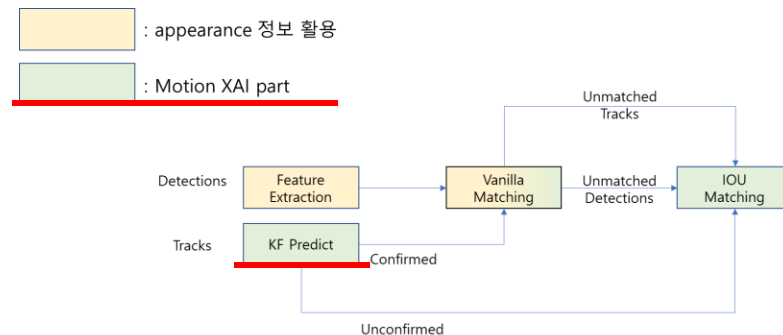 : appearance 정보 활용
: Motion XAI part
Unmatched
Tracks
Detections
Feature
Extraction
Vanilla
Matching
Unmatched
Detections
IOU
Matching
Tracks
KF Predict
Confirmed
Unconfirmed